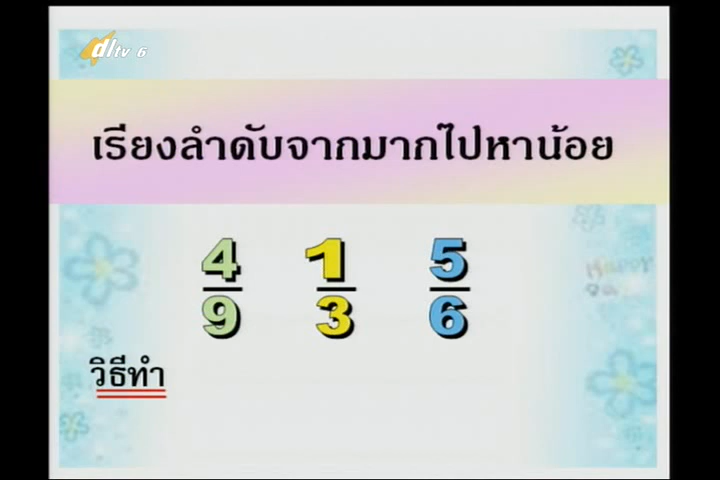 dltv 6
เรียงลำดับจากมากไปหาน้อย
4 1 5
9 3 6
วิธีทำ